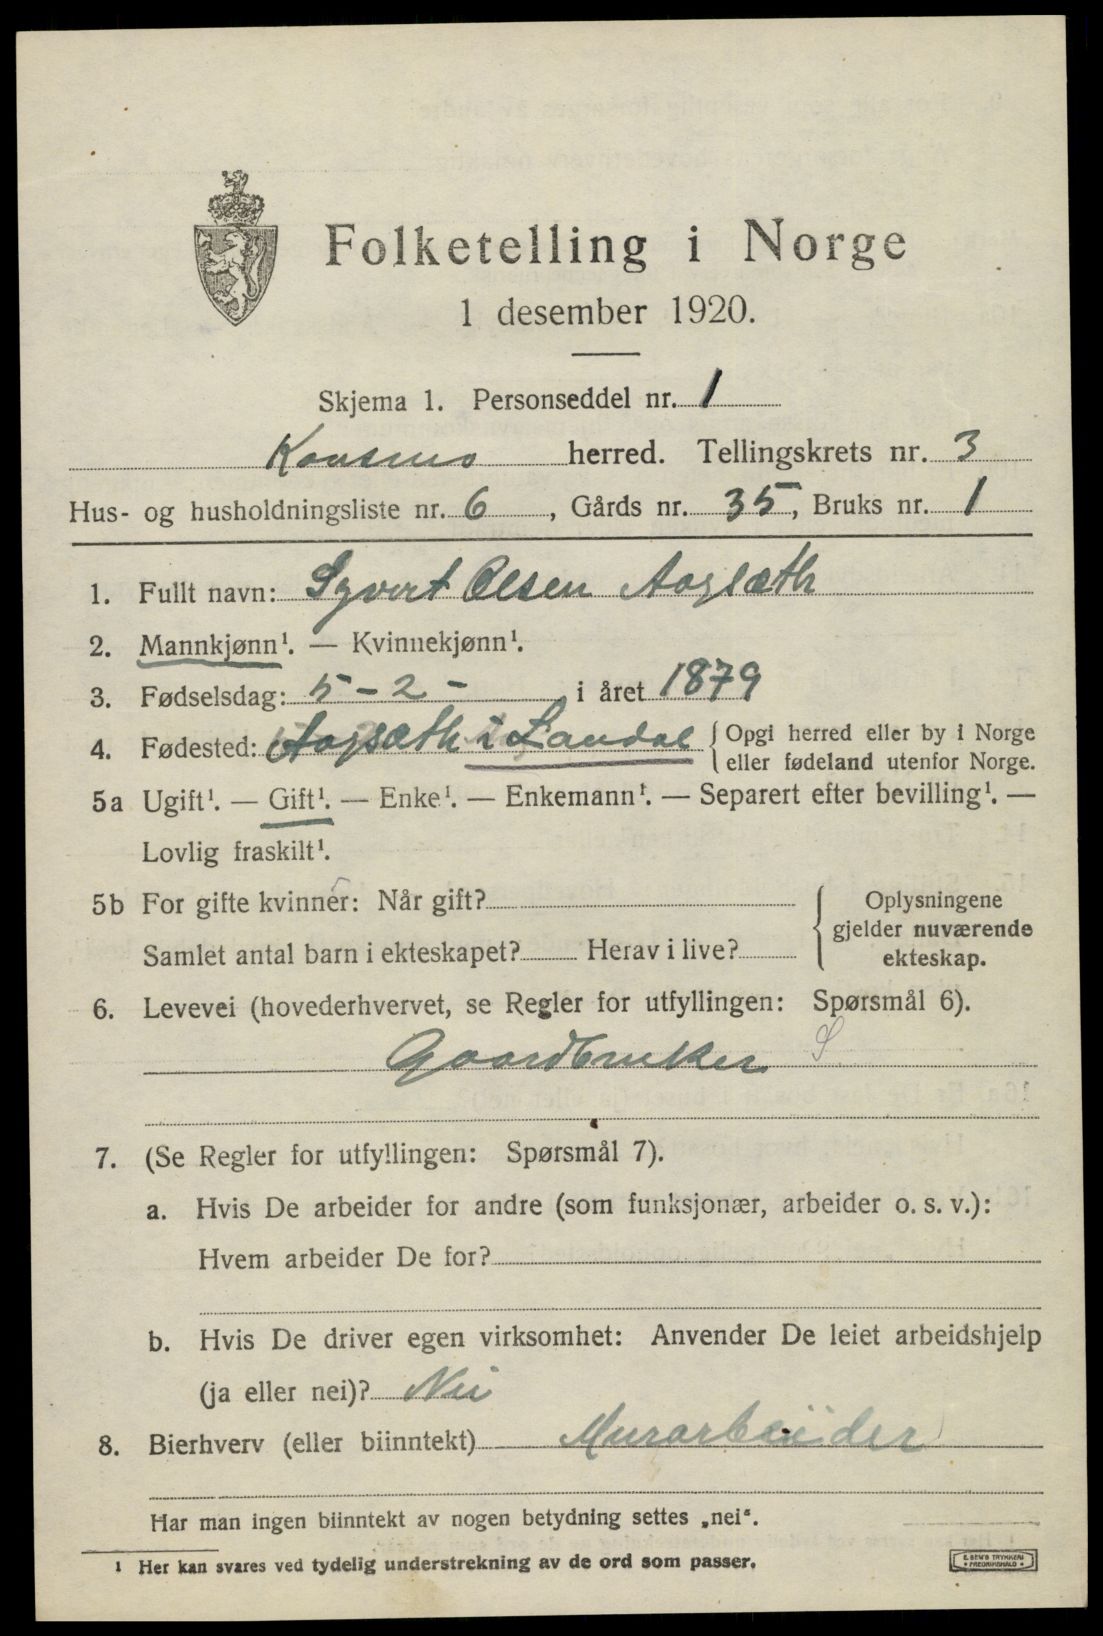 Folketelling i Norge
1 desember 1920.
Skjema 1. Personseddel nr. 1
Konsmo herred. Tellingskrets nr. 3
Hus- og husholdningsliste nr. 6, Gårds nr. 35, Bruks nr. 1
1. Fullt navn: Syvert Olsen Aagsæth
2. Mannkjønn¹. — Kvinnekjønn¹.
3. Fødselsdag: 5 - 2 - i året 1879
4. Fødested: Aagsæth i Laudal { Opgi herred eller by i Norge
eller fødeland utenfor Norge.
5a Ugift¹. — Gift¹. — Enke¹. — Enkemann¹. — Separert efter bevilling¹. —
Lovlig fraskilt¹.
5b For gifte kvinner: Når gift? { Oplysningene
gjelder nuværende
Samlet antal barn i ekteskapet? Herav i live? ekteskap.
6. Levevei (hovederhvervet, se Regler for utfyllingen: Spørsmål 6).
Gaardbruker S
7. (Se Regler for utfyllingen: Spørsmål 7).
a. Hvis De arbeider for andre (som funksjonær, arbeider o. s. v.):
Hvem arbeider De for?
b. Hvis De driver egen virksomhet: Anvender De leiet arbeidshjelp
(ja eller nei)? Nei
8. Bierhverv (eller biinntekt) Murarbeider
Har man ingen biinntekt av nogen betydning settes „nei“.
¹ Her kan svares ved tydelig understrekning av de ord som passer.
E. SEM'S TRYKKERI
FREDRIKSHALD